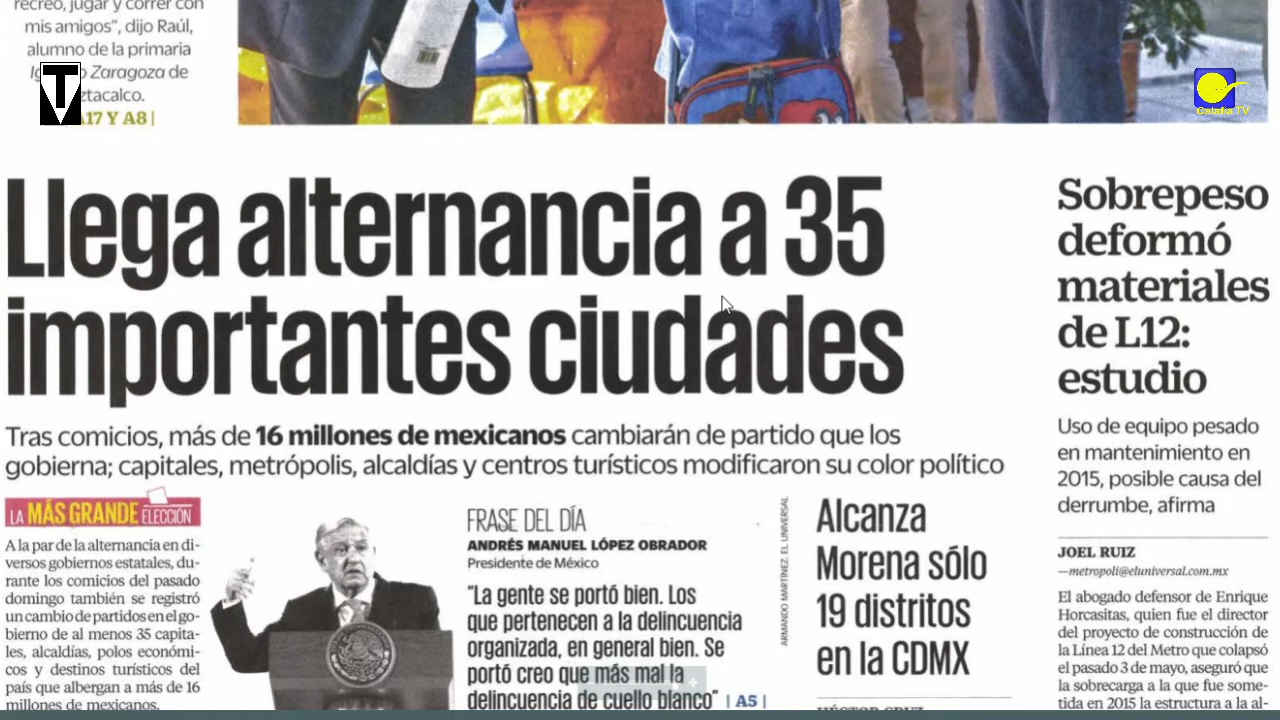 recreo, jugar y correr con
mis amigos”, dijo Raúl,
alumno de la primaria
Zaragoza de
ztacalco.
A17 Y A8 |
T
Calafia TV
Llega alternancia a 35
importantes ciudades
Tras comicios, más de 16 millones de mexicanos cambiarán de partido que los
gobierna; capitales, metrópolis, alcaldías y centros turísticos modificaron su color político
LA MÁS GRANDE ELECCIÓN
A la par de la alternancia en di-
versos gobiernos estatales, du-
rante los comicios del pasado
domingo también se registró
un cambio de partidos en el go-
bierno de al menos 35 capita-
les, alcaldías, polos económi-
cos y destinos turísticos del
país que albergan a más de 16
millones de mexicanos.
FRASE DEL DÍA
ANDRÉS MANUEL LÓPEZ OBRADOR
Presidente de México
“La gente se portó bien. Los
que pertenecen a la delincuencia
organizada, en general bien. Se
portó creo que más mal la
delincuencia de cuello blanco” | A5 |
ARMANDO MARTÍNEZ. EL UNIVERSAL
Alcanza
Morena sólo
19 distritos
en la CDMX
HÉCTOR CRUZ
Sobrepeso
deformó
materiales
de L12:
estudio
Uso de equipo pesado
en mantenimiento en
2015, posible causa del
derrumbe, afirma
JOEL RUIZ
—metropoli@eluniversal.com.mx
El abogado defensor de Enrique
Horcasitas, quien fue el director
del proyecto de construcción de
la Línea 12 del Metro que colapsó
el pasado 3 de mayo, aseguró que
la sobrecarga a la que fue some-
tida en 2015 la estructura a la al-